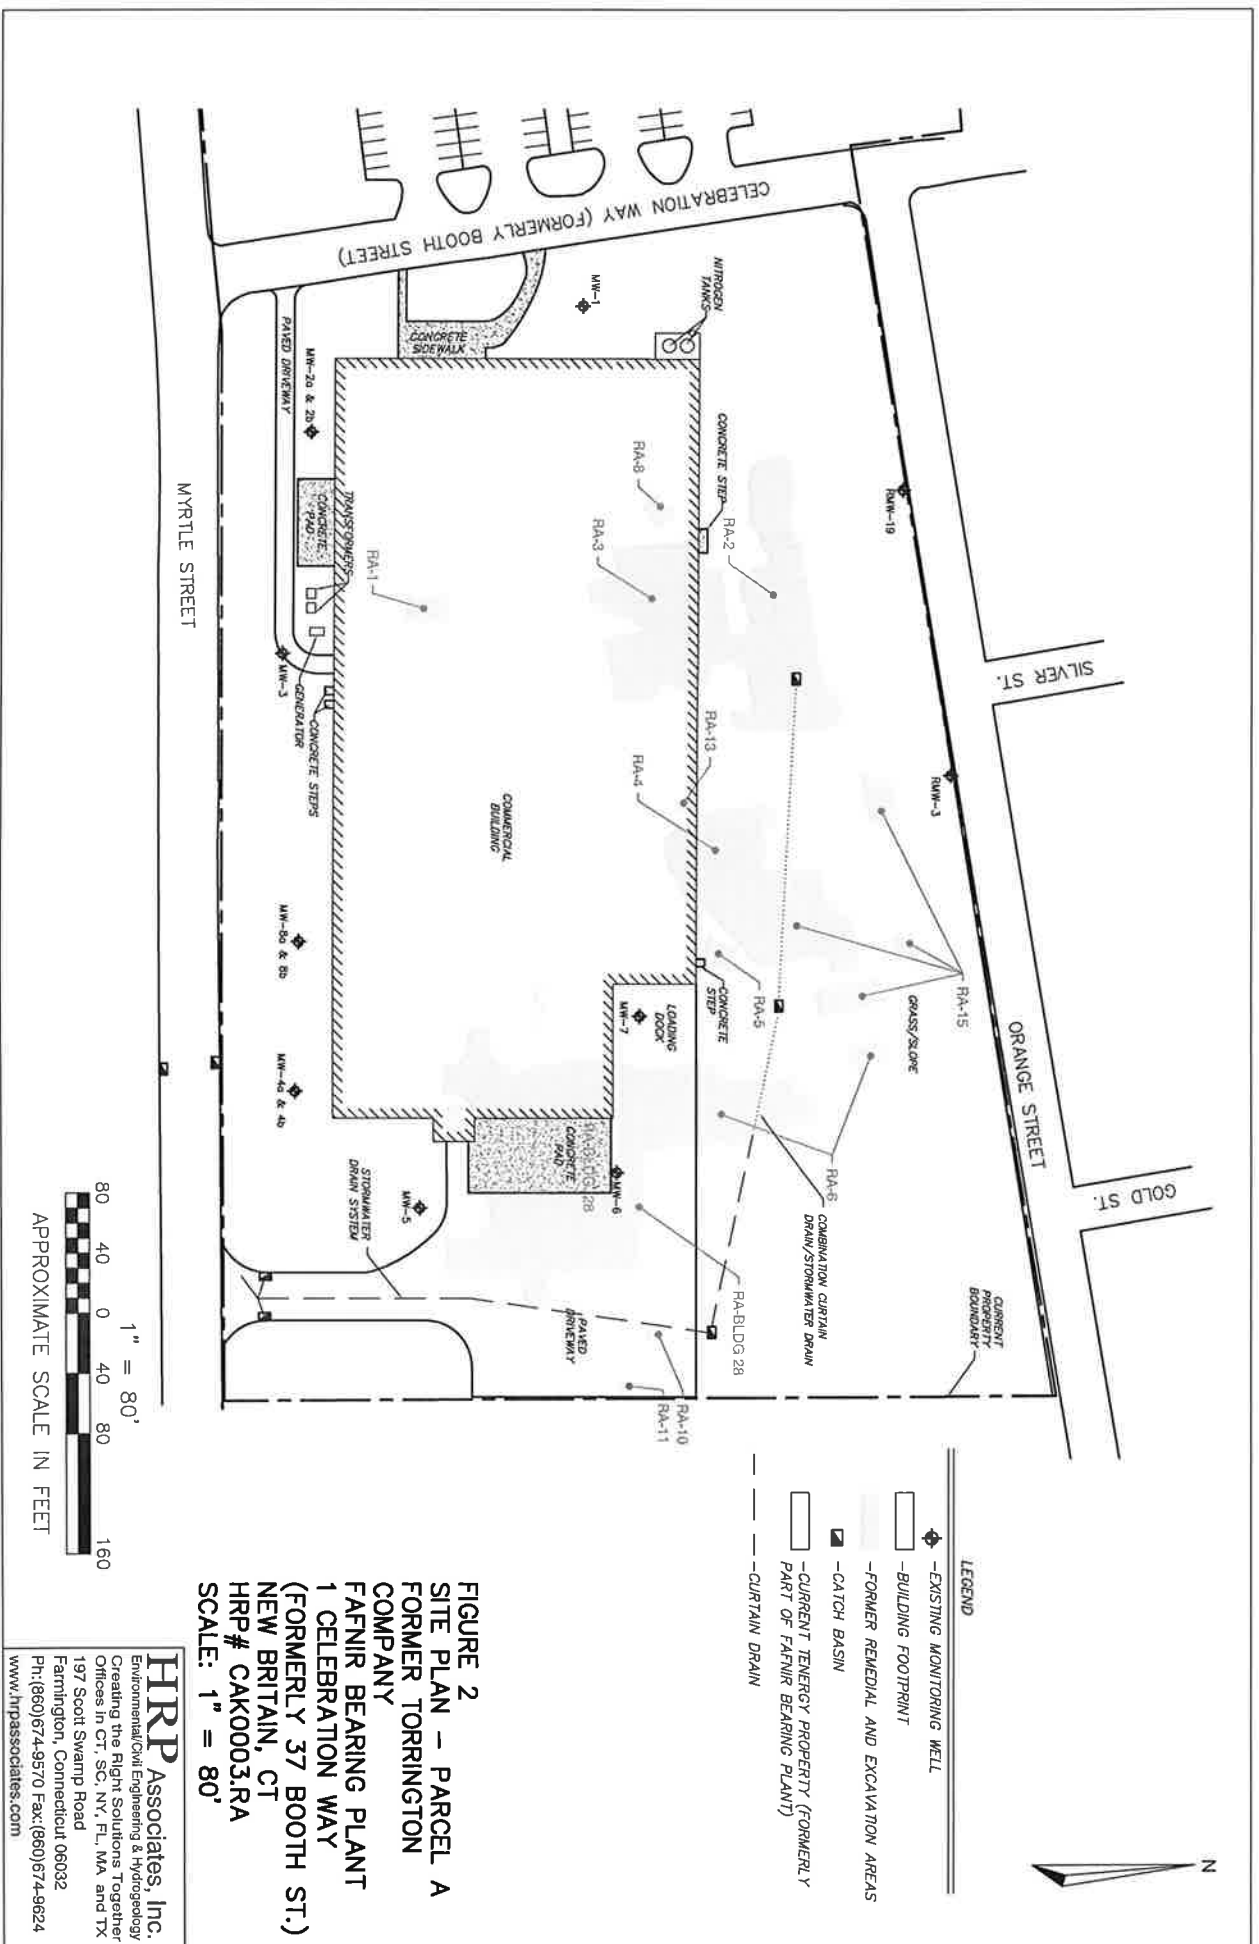 CELEBRATION WAY (FORMERLY BOOTH STREET)
MYRTLE STREET
ORANGE STREET
SILVER ST.
GOLD ST.
NITROGEN
TANKS
MW-1
CONCRETE
SIDEWALK
PAVED DRIVEWAY
MW-2a & 2b
TRANSFORMERS
CONCRETE
PAD
RA-1
MW-3
GENERATOR
CONCRETE STEPS
RA-8
RA-3
CONCRETE STEP
RA-2
RMW-19
RMW-3
RA-13
RA-4
COMMERCIAL
BUILDING
MW-8a & 8b
MW-4a & 4b
RA-15
GRASS/SLOPE
RA-5
CONCRETE
STEP
LOADING
DOCK
MW-7
RA-6
COMBINATION CURTAIN
DRAIN/STORMWATER DRAIN
RA-BLDG 28
CONCRETE
PAD
RA-BLDG 28
MW-6
MW-5
STORMWATER
DRAIN SYSTEM
PAVED
DRIVEWAY
CURRENT
PROPERTY
BOUNDARY
RA-10
RA-11
LEGEND
-EXISTING MONITORING WELL
-BUILDING FOOTPRINT
-FORMER REMEDIAL AND EXCAVATION AREAS
-CATCH BASIN
-CURRENT TENERGY PROPERTY (FORMERLY
PART OF FAFNIR BEARING PLANT)
-CURTAIN DRAIN
N
1" = 80'
80 40 0 40 80 160
APPROXIMATE SCALE IN FEET
FIGURE 2
SITE PLAN - PARCEL A
FORMER TORRINGTON
COMPANY
FAFNIR BEARING PLANT
1 CELEBRATION WAY
(FORMERLY 37 BOOTH ST.)
NEW BRITAIN, CT
HRP# CAK0003.RA
SCALE: 1" = 80'
HRP Associates, Inc.
Environmental/Civil Engineering & Hydrogeology
Creating the Right Solutions Together
Offices in CT, SC, NY, FL, MA and TX
197 Scott Swamp Road
Farmington, Connecticut 06032
Ph:(860)674-9570 Fax:(860)674-9624
www.hrpassociates.com